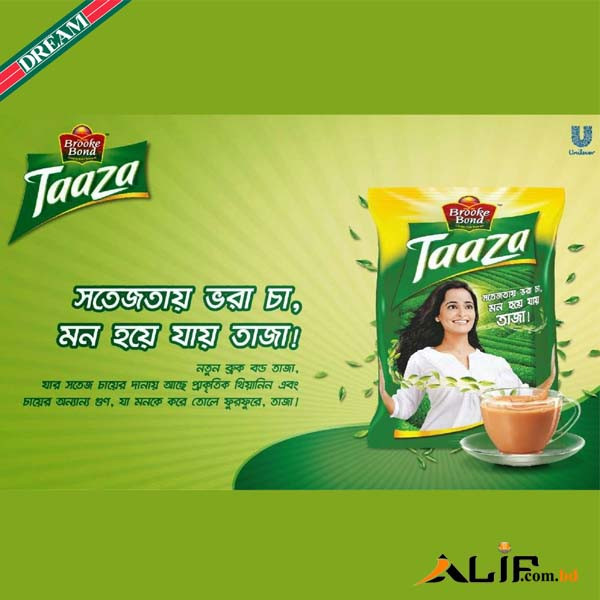 DREAM
Brooke
Bond
Taaza
Unilever
Brooke
Bond
Taaza
সতেজতায় ভরা চা,
মন হয়ে যায়
তাজা!
সতেজতায় ভরা চা,
মন হয়ে যায় তাজা!
নতুন ব্রুক বন্ড তাজা,
যার সতেজ চায়ের দানায় আছে প্রাকৃতিক থিয়ানিন এবং
চায়ের অন্যান্য গুণ, যা মনকে করে তোলে ফুরফুরে, তাজা।
ALIF.com.bd